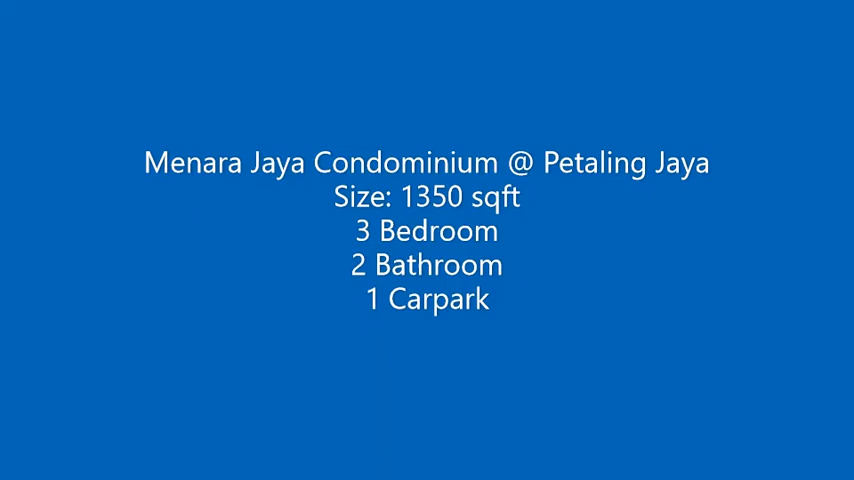 Menara Jaya Condominium @ Petaling Jaya
Size: 1350 sqft
3 Bedroom
2 Bathroom
1 Carpark